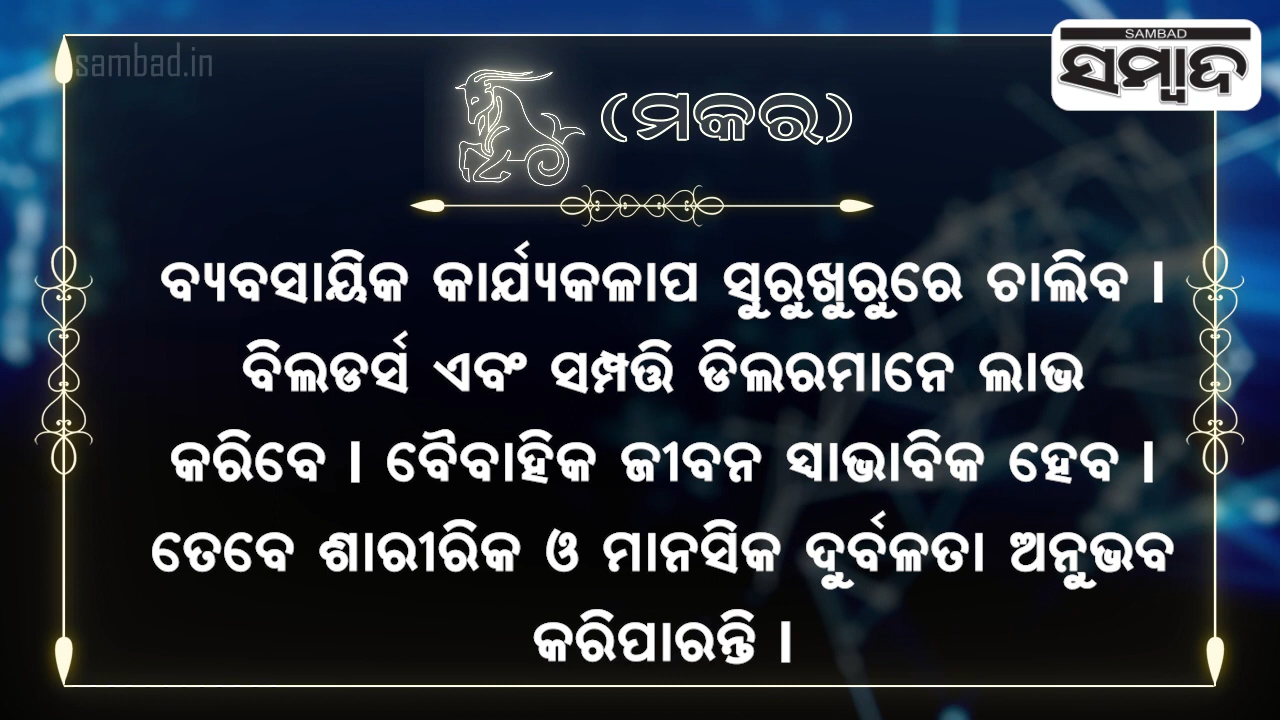 sambad.in
SAMBAD
ସମ୍ବାଦ
(ମକର)
ବ୍ୟବସାୟିକ କାର୍ଯ୍ୟକଳାପ ସୁରୁଖୁରୁରେ ଚାଲିବ ।
ବିଲଡର୍ସ ଏବଂ ସମ୍ପତ୍ତି ଡିଲରମାନେ ଲାଭ
କରିବେ । ବୈବାହିକ ଜୀବନ ସ୍ୱାଭାବିକ ହେବ ।
ତେବେ ଶାରୀରିକ ଓ ମାନସିକ ଦୁର୍ବଳତା ଅନୁଭବ
କରିପାରନ୍ତି ।